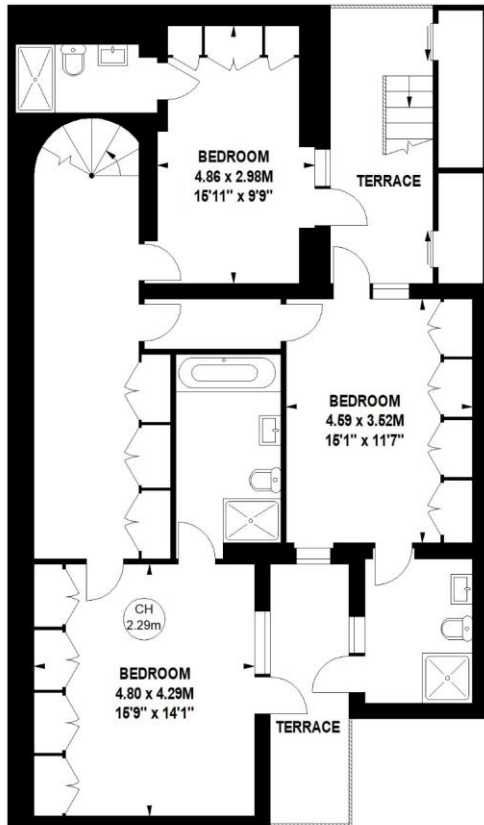 BEDROOM
4.86 x 2.98M
15'11" x 9'9"
TERRACE
BEDROOM
4.59 x 3.52M
15'1" x 11'7"
CH
2.29m
BEDROOM
4.80 x 4.29M
15'9" x 14'1"
TERRACE